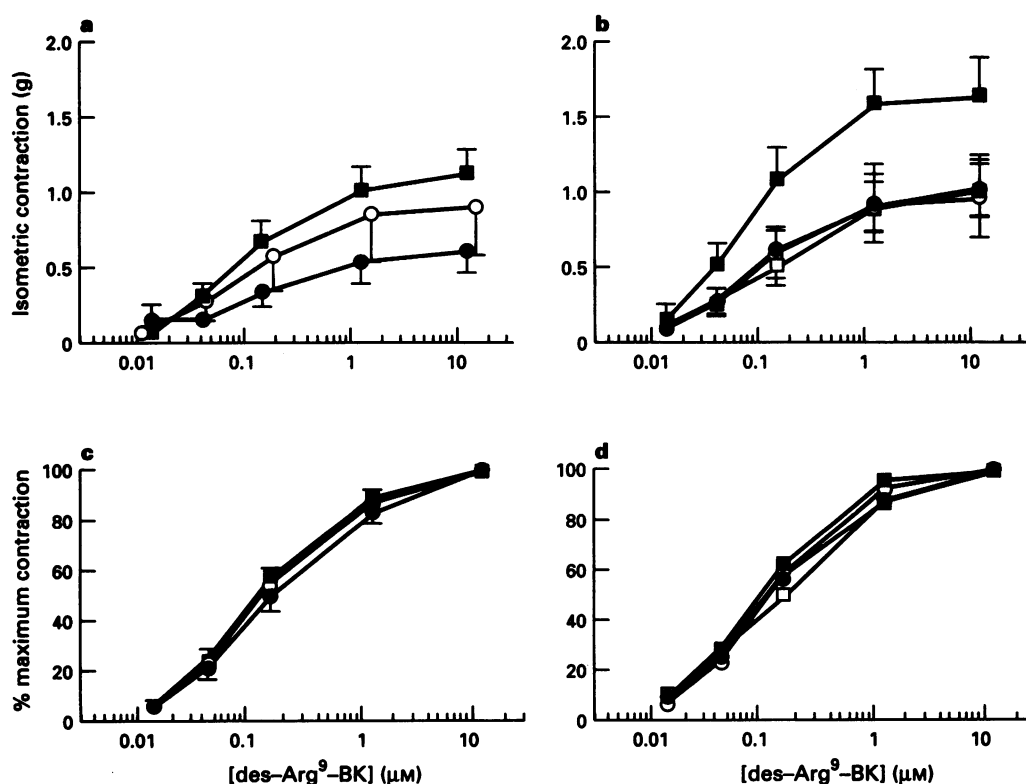 a
b
2.0
1.5
1.0
0.5
0
Isometric contraction (g)
0.01 0.1 1 10
2.0
1.5
1.0
0.5
0
0.01 0.1 1 10
c
d
100
80
60
40
20
0
% maximum contraction
0.01 0.1 1 10
[des–Arg⁹–BK] (μM)
100
80
60
40
20
0
0.01 0.1 1 10
[des–Arg⁹–BK] (μM)